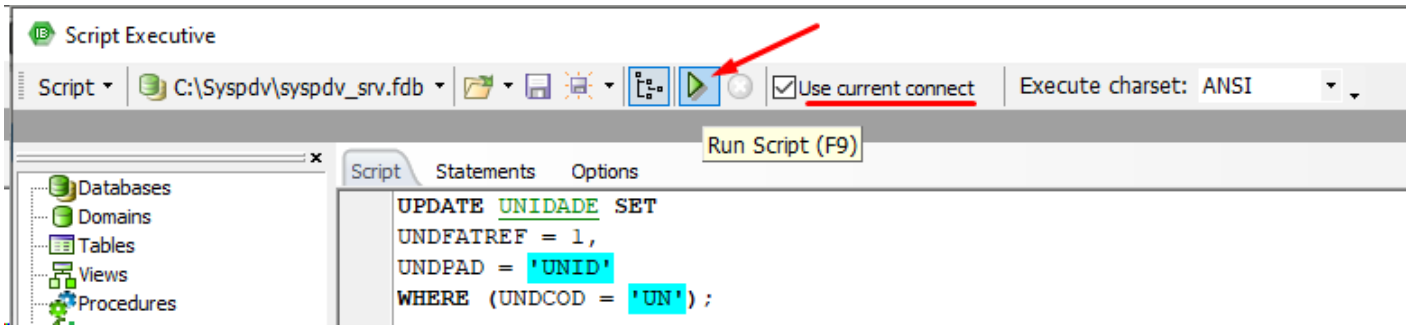 Script Executive
Script C:\Syspdv\syspdv_srv.fdb Use current connect Execute charset: ANSI
Run Script (F9)
Script Statements Options
Databases
Domains
Tables
Views
Procedures
UPDATE UNIDADE SET
UNDFATREF = 1,
UNDPAD = 'UNID'
WHERE (UNDCOD = 'UN');